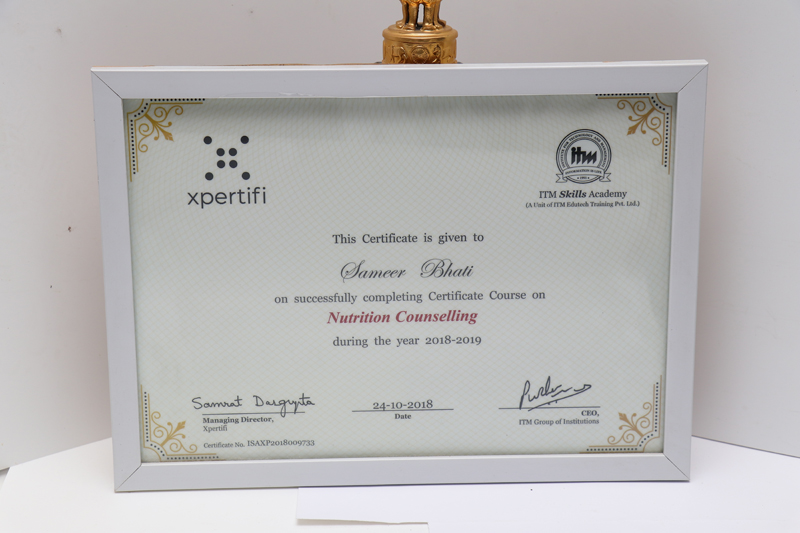 xpertifi
itm
ITM Skills Academy
(A Unit of ITM Edutech Training Pvt. Ltd.)
This Certificate is given to
Sameer Bhati
on successfully completing Certificate Course on
Nutrition Counselling
during the year 2018-2019
Samrat Dasgupta
Managing Director,
Xpertifi
Certificate No. ISAXP2018009733
24-10-2018
Date
CEO,
ITM Group of Institutions